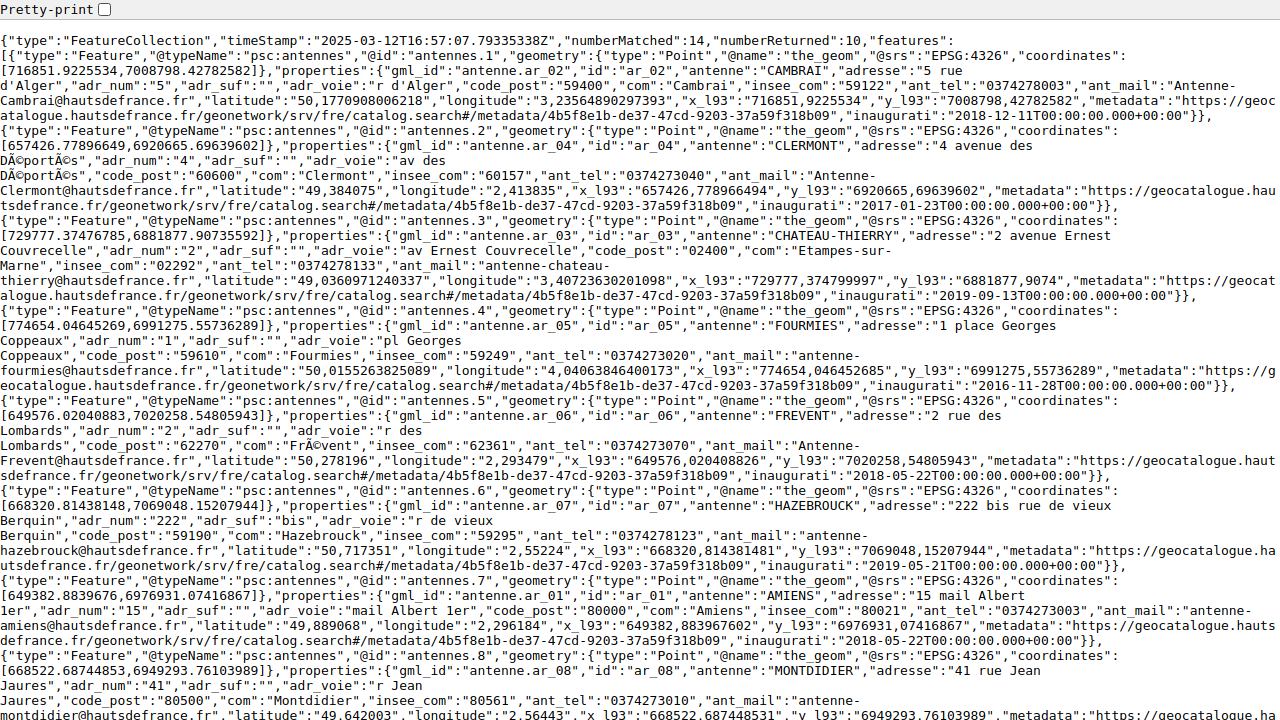 Pretty-print
{"type":"FeatureCollection","timeStamp":"2025-03-12T16:57:07.79335338Z","numberMatched":14,"numberReturned":10,"features":
[{"type":"Feature","@typeName":"psc:antennes","@id":"antennes.1","geometry":{"type":"Point","@name":"the_geom","@srs":"EPSG:4326","coordinates":
[716851.9225534,7008798.42782582]},"properties":{"gml_id":"antenne.ar_02","id":"ar_02","antenne":"CAMBRAI","adresse":"5 rue
d'Alger","adr_num":"5","adr_suf":"","adr_voie":"r d'Alger","code_post":"59400","com":"Cambrai","insee_com":"59122","ant_tel":"0374278003","ant_mail":"Antenne-
Cambrai@hautsdefrance.fr","latitude":"50,1770908006218","longitude":"3,23564890297393","x_l93":"716851,9225534","y_l93":"7008798,42782582","metadata":"https://geoc
atalogue.hautsdefrance.fr/geonetwork/srv/fre/catalog.search#/metadata/4b5f8e1b-de37-47cd-9203-37a59f318b09","inaugurati":"2018-12-11T00:00:00.000+00:00"}},
{"type":"Feature","@typeName":"psc:antennes","@id":"antennes.2","geometry":{"type":"Point","@name":"the_geom","@srs":"EPSG:4326","coordinates":
[657426.77896649,6920665.69639602]},"properties":{"gml_id":"antenne.ar_04","id":"ar_04","antenne":"CLERMONT","adresse":"4 avenue des
DÃ©portÃ©s","adr_num":"4","adr_suf":"","adr_voie":"av des
DÃ©portÃ©s","code_post":"60600","com":"Clermont","insee_com":"60157","ant_tel":"0374273040","ant_mail":"Antenne-
Clermont@hautsdefrance.fr","latitude":"49,384075","longitude":"2,413835","x_l93":"657426,778966494","y_l93":"6920665,69639602","metadata":"https://geocatalogue.hau
tsdefrance.fr/geonetwork/srv/fre/catalog.search#/metadata/4b5f8e1b-de37-47cd-9203-37a59f318b09","inaugurati":"2017-01-23T00:00:00.000+00:00"}},
{"type":"Feature","@typeName":"psc:antennes","@id":"antennes.3","geometry":{"type":"Point","@name":"the_geom","@srs":"EPSG:4326","coordinates":
[729777.37476785,6881877.90735592]},"properties":{"gml_id":"antenne.ar_03","id":"ar_03","antenne":"CHATEAU-THIERRY","adresse":"2 avenue Ernest
Couvrecelle","adr_num":"2","adr_suf":"","adr_voie":"av Ernest Couvrecelle","code_post":"02400","com":"Etampes-sur-
Marne","insee_com":"02292","ant_tel":"0374278133","ant_mail":"antenne-chateau-
thierry@hautsdefrance.fr","latitude":"49,0360971240337","longitude":"3,40723630201098","x_l93":"729777,374799997","y_l93":"6881877,9074","metadata":"https://geocat
alogue.hautsdefrance.fr/geonetwork/srv/fre/catalog.search#/metadata/4b5f8e1b-de37-47cd-9203-37a59f318b09","inaugurati":"2019-09-13T00:00:00.000+00:00"}},
{"type":"Feature","@typeName":"psc:antennes","@id":"antennes.4","geometry":{"type":"Point","@name":"the_geom","@srs":"EPSG:4326","coordinates":
[774654.04645269,6991275.55736289]},"properties":{"gml_id":"antenne.ar_05","id":"ar_05","antenne":"FOURMIES","adresse":"1 place Georges
Coppeaux","adr_num":"1","adr_suf":"","adr_voie":"pl Georges
Coppeaux","code_post":"59610","com":"Fourmies","insee_com":"59249","ant_tel":"0374273020","ant_mail":"antenne-
fourmies@hautsdefrance.fr","latitude":"50,0155263825089","longitude":"4,04063846400173","x_l93":"774654,046452685","y_l93":"6991275,55736289","metadata":"https://g
eocatalogue.hautsdefrance.fr/geonetwork/srv/fre/catalog.search#/metadata/4b5f8e1b-de37-47cd-9203-37a59f318b09","inaugurati":"2016-11-28T00:00:00.000+00:00"}},
{"type":"Feature","@typeName":"psc:antennes","@id":"antennes.5","geometry":{"type":"Point","@name":"the_geom","@srs":"EPSG:4326","coordinates":
[649576.02040883,7020258.54805943]},"properties":{"gml_id":"antenne.ar_06","id":"ar_06","antenne":"FREVENT","adresse":"2 rue des
Lombards","adr_num":"2","adr_suf":"","adr_voie":"r des
Lombards","code_post":"62270","com":"FrÃ©vent","insee_com":"62361","ant_tel":"0374273070","ant_mail":"Antenne-
Frevent@hautsdefrance.fr","latitude":"50,278196","longitude":"2,293479","x_l93":"649576,020408826","y_l93":"7020258,54805943","metadata":"https://geocatalogue.haut
sdefrance.fr/geonetwork/srv/fre/catalog.search#/metadata/4b5f8e1b-de37-47cd-9203-37a59f318b09","inaugurati":"2018-05-22T00:00:00.000+00:00"}},
{"type":"Feature","@typeName":"psc:antennes","@id":"antennes.6","geometry":{"type":"Point","@name":"the_geom","@srs":"EPSG:4326","coordinates":
[668320.81438148,7069048.15207944]},"properties":{"gml_id":"antenne.ar_07","id":"ar_07","antenne":"HAZEBROUCK","adresse":"222 bis rue de vieux
Berquin","adr_num":"222","adr_suf":"bis","adr_voie":"r de vieux
Berquin","code_post":"59190","com":"Hazebrouck","insee_com":"59295","ant_tel":"0374278123","ant_mail":"antenne-
hazebrouck@hautsdefrance.fr","latitude":"50,717351","longitude":"2,55224","x_l93":"668320,814381481","y_l93":"7069048,15207944","metadata":"https://geocatalogue.ha
utsdefrance.fr/geonetwork/srv/fre/catalog.search#/metadata/4b5f8e1b-de37-47cd-9203-37a59f318b09","inaugurati":"2019-05-21T00:00:00.000+00:00"}},
{"type":"Feature","@typeName":"psc:antennes","@id":"antennes.7","geometry":{"type":"Point","@name":"the_geom","@srs":"EPSG:4326","coordinates":
[649382.8839676,6976931.07416867]},"properties":{"gml_id":"antenne.ar_01","id":"ar_01","antenne":"AMIENS","adresse":"15 mail Albert
1er","adr_num":"15","adr_suf":"","adr_voie":"mail Albert 1er","code_post":"80000","com":"Amiens","insee_com":"80021","ant_tel":"0374273003","ant_mail":"antenne-
amiens@hautsdefrance.fr","latitude":"49,889068","longitude":"2,296184","x_l93":"649382,883967602","y_l93":"6976931,07416867","metadata":"https://geocatalogue.hauts
defrance.fr/geonetwork/srv/fre/catalog.search#/metadata/4b5f8e1b-de37-47cd-9203-37a59f318b09","inaugurati":"2018-05-22T00:00:00.000+00:00"}},
{"type":"Feature","@typeName":"psc:antennes","@id":"antennes.8","geometry":{"type":"Point","@name":"the_geom","@srs":"EPSG:4326","coordinates":
[668522.68744853,6949293.76103989]},"properties":{"gml_id":"antenne.ar_08","id":"ar_08","antenne":"MONTDIDIER","adresse":"41 rue Jean
Jaures","adr_num":"41","adr_suf":"","adr_voie":"r Jean
Jaures","code_post":"80500","com":"Montdidier","insee_com":"80561","ant_tel":"0374273010","ant_mail":"antenne-
montdidier@hautsdefrance.fr","latitude":"49,642003","longitude":"2,56443","x_l93":"668522,687448531","y_l93":"6949293,76103989","metadata":"https://geocatalogue.ha